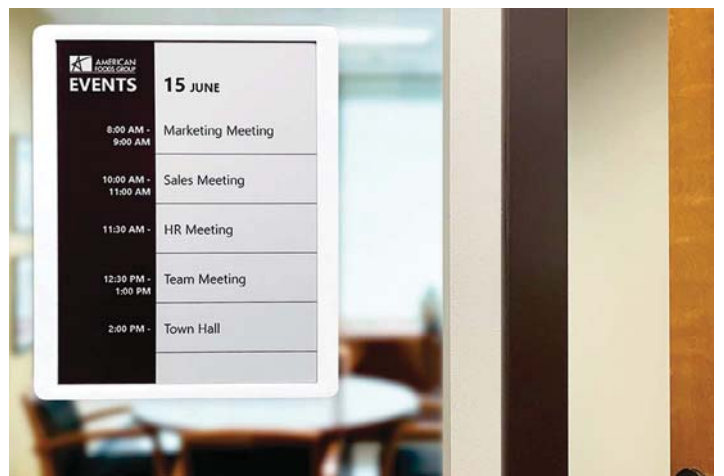 AMERICAN
FOODS GROUP
EVENTS
15 JUNE
8:00 AM -
9:00 AM
Marketing Meeting
10:00 AM -
11:00 AM
Sales Meeting
11:30 AM -
HR Meeting
12:30 PM -
1:00 PM
Team Meeting
2:00 PM -
Town Hall